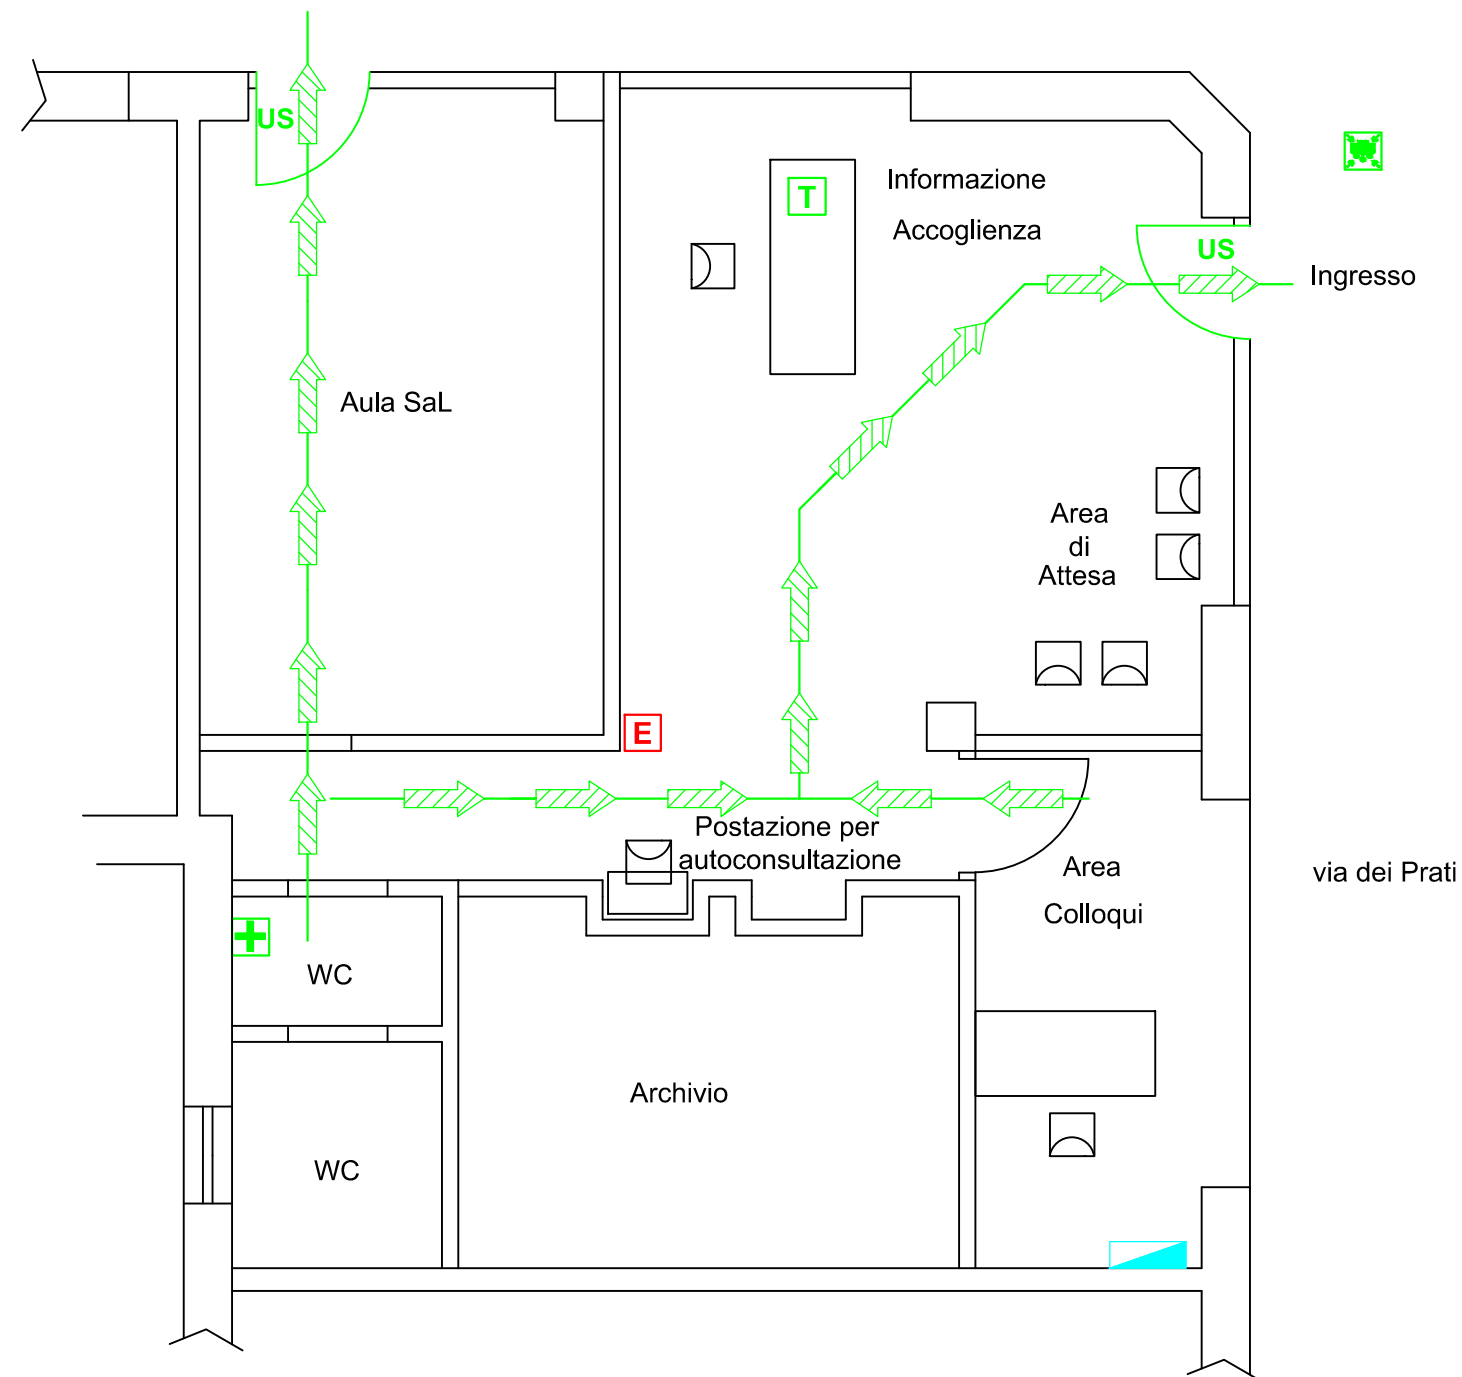 US
T
Informazione
Accoglienza
US
Ingresso
Aula SaL
Area
di
Attesa
E
Postazione per
autoconsultazione
Area
Colloqui
via dei Prati
WC
Archivio
WC